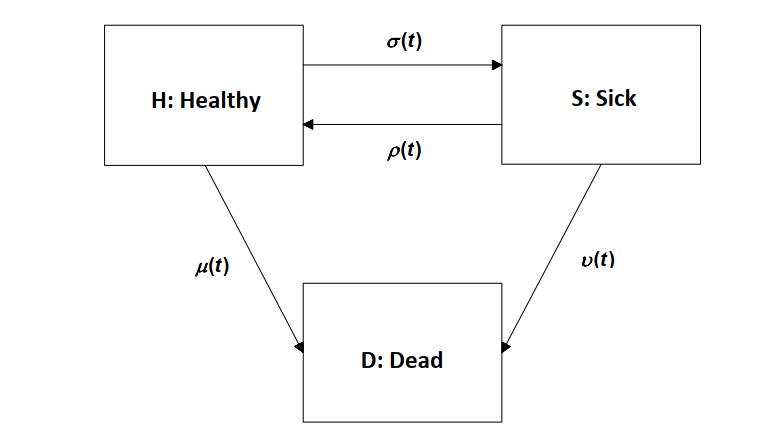 σ(t)
H: Healthy
S: Sick
ρ(t)
μ(t)
υ(t)
D: Dead